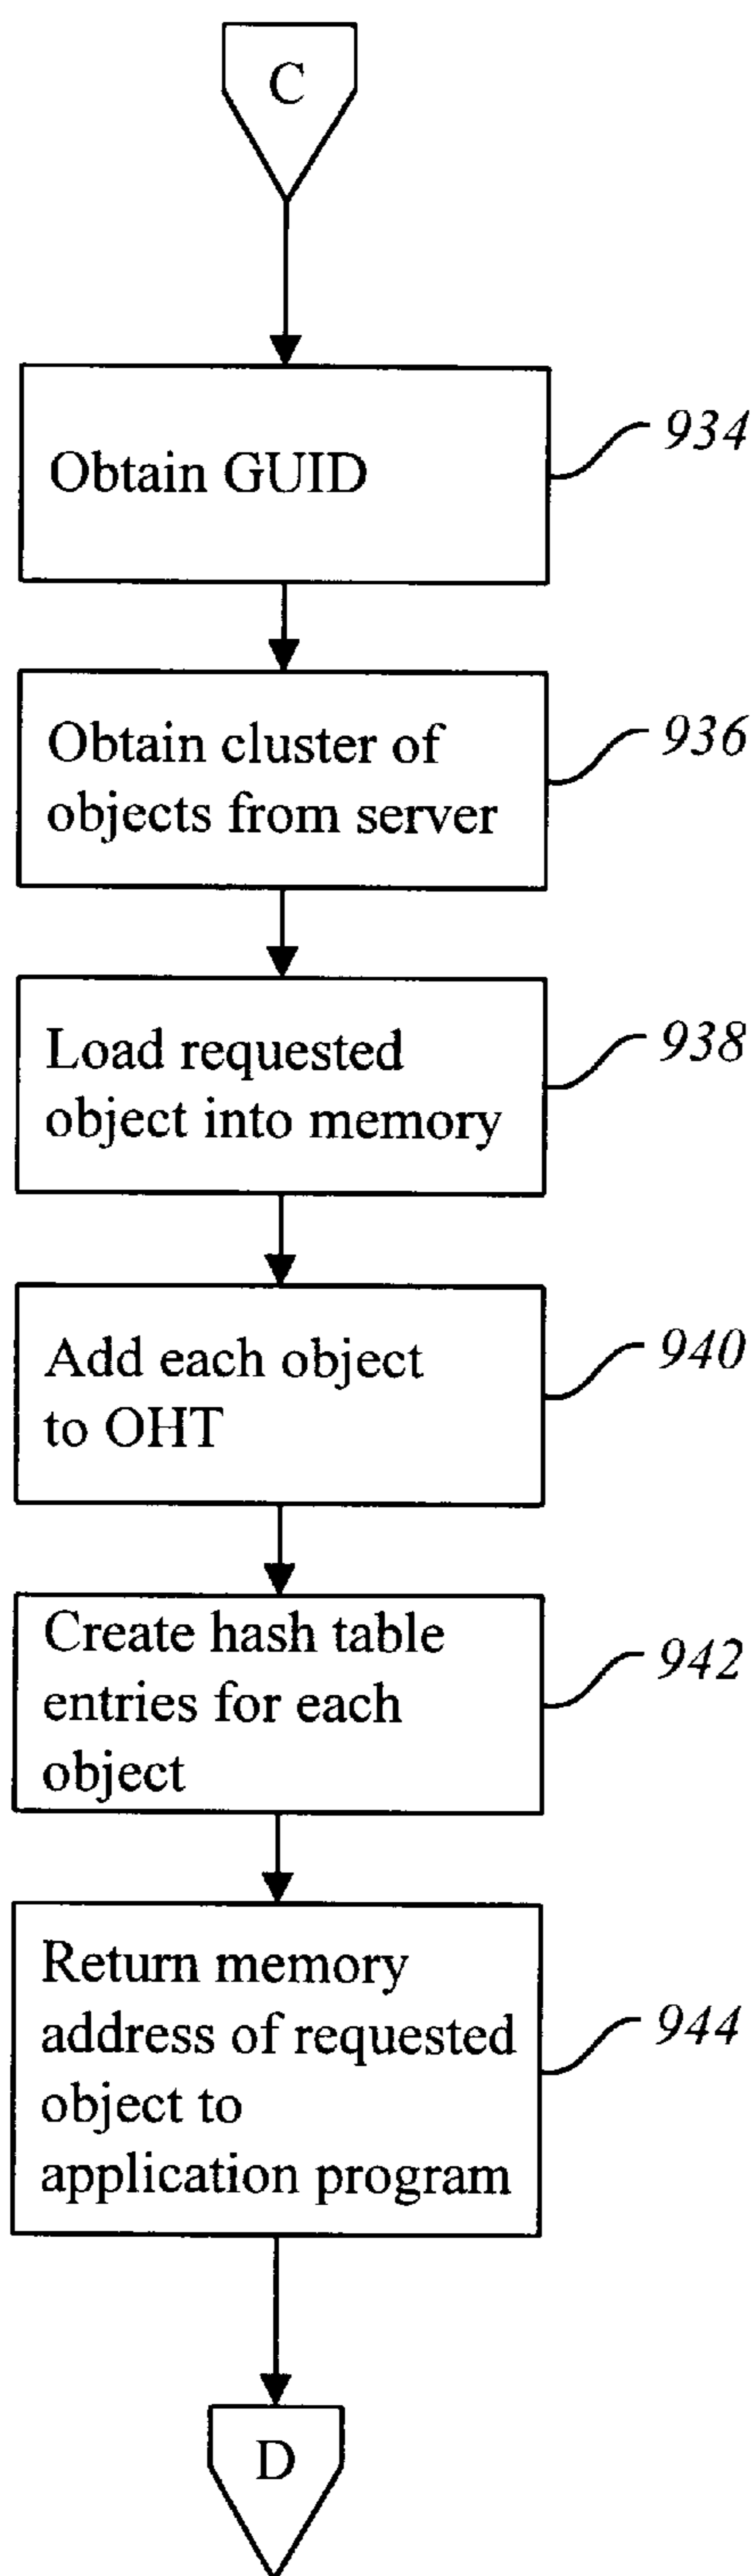 C
Obtain GUID
934
Obtain cluster of
objects from server
936
Load requested
object into memory
938
Add each object
to OHT
940
Create hash table
entries for each
object
942
Return memory
address of requested
object to
application program
944
D